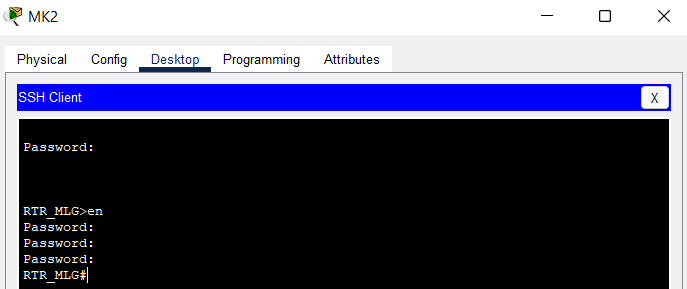 MK2
Physical Config Desktop Programming Attributes
SSH Client X
Password:
RTR_MLG>en
Password:
Password:
Password:
RTR_MLG#